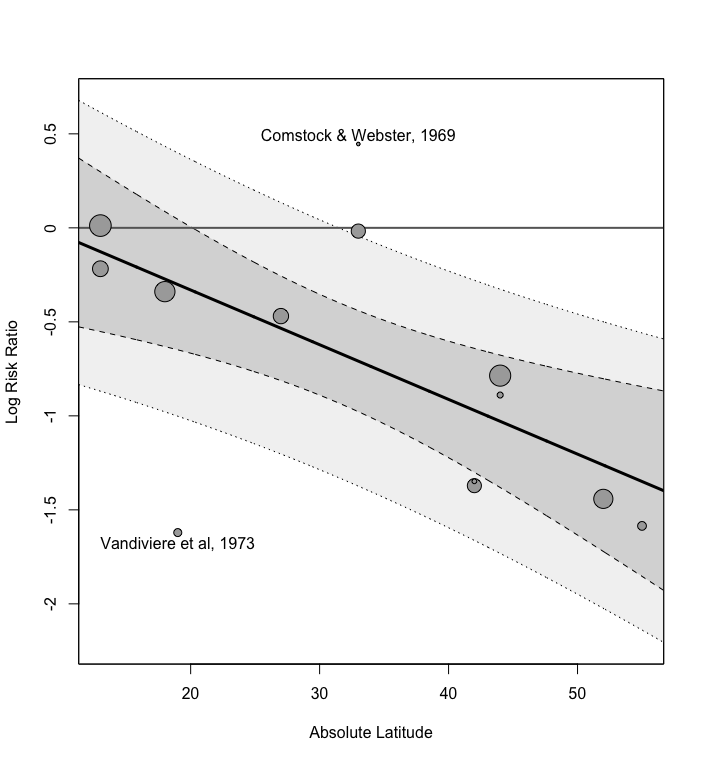 0.5
Comstock & Webster, 1969
0
-0.5
-1
-1.5
Vandiviere et al, 1973
-2
20 30 40 50
Absolute Latitude
Log Risk Ratio